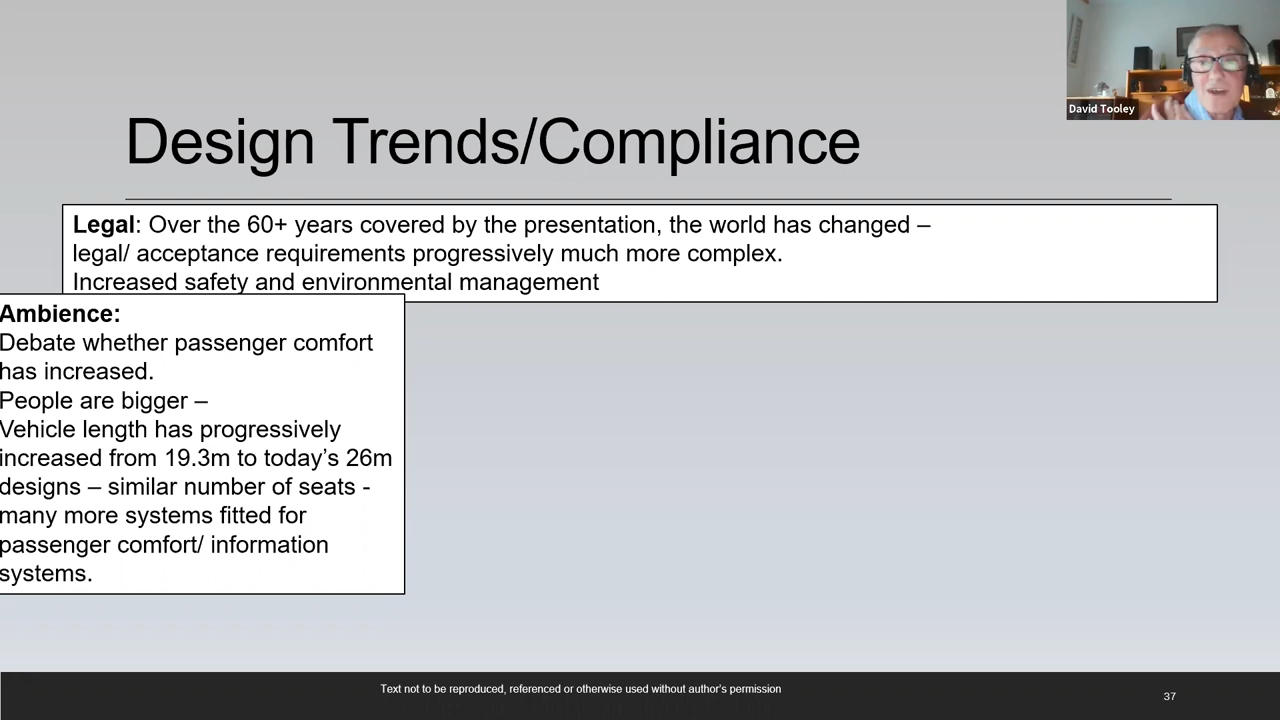 David Tooley
Design Trends/Compliance
Legal: Over the 60+ years covered by the presentation, the world has changed –
legal/ acceptance requirements progressively much more complex.
Increased safety and environmental management
Ambience:
Debate whether passenger comfort
has increased.
People are bigger –
Vehicle length has progressively
increased from 19.3m to today’s 26m
designs – similar number of seats -
many more systems fitted for
passenger comfort/ information
systems.
Text not to be reproduced, referenced or otherwise used without author’s permission
37